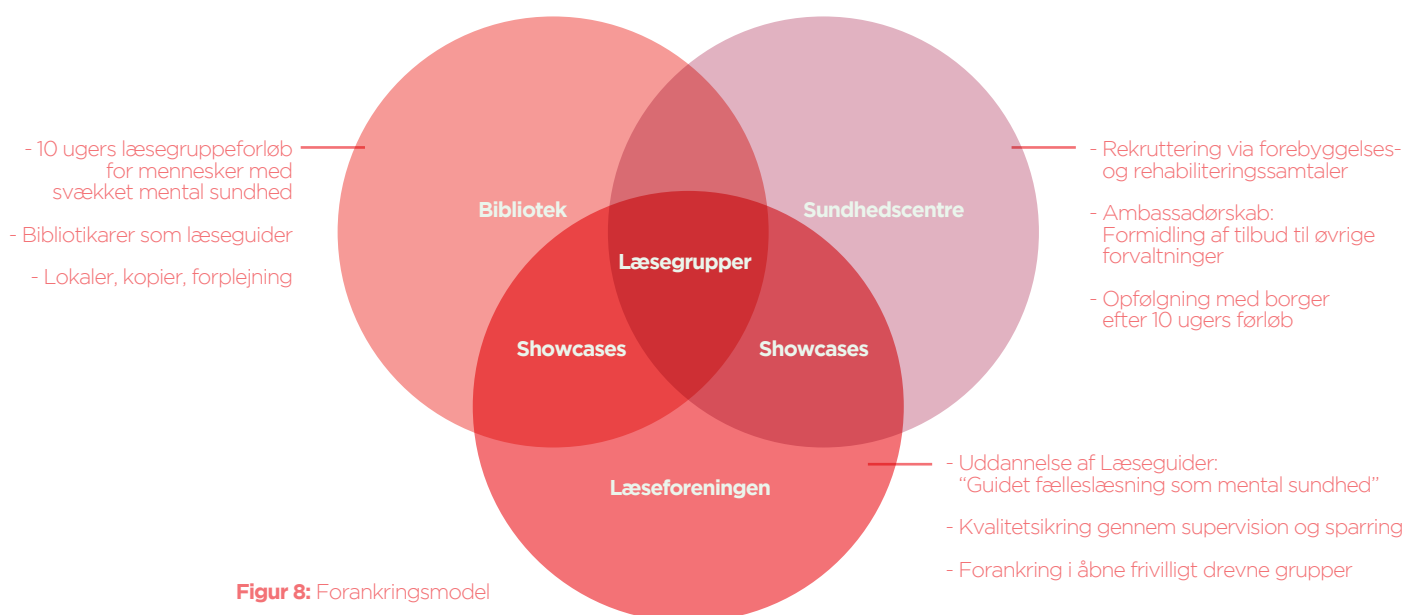 - 10 ugers læsegruppeforløb
for mennesker med
svækket mental sundhed
- Bibliotikarer som læseguider
- Lokaler, kopier, forplejning
Bibliotek
Sundhedscentre
Læsegrupper
Showcases
Showcases
Læseforeningen
- Rekruttering via forebyggelses-
og rehabiliteringssamtaler
- Ambassadørskab:
Formidling af tilbud til øvrige
forvaltninger
- Opfølgning med borger
efter 10 ugers førløb
- Uddannelse af Læseguider:
“Guidet fælleslæsning som mental sundhed”
- Kvalitetsikring gennem supervision og sparring
- Forankring i åbne frivilligt drevne grupper
Figur 8: Forankringsmodel